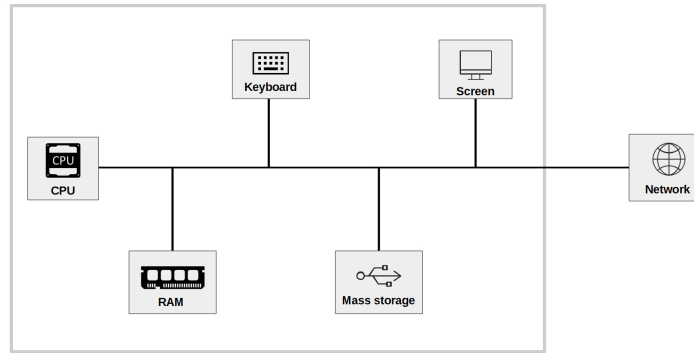 Keyboard
Screen
CPU
CPU
Network
RAM
Mass storage